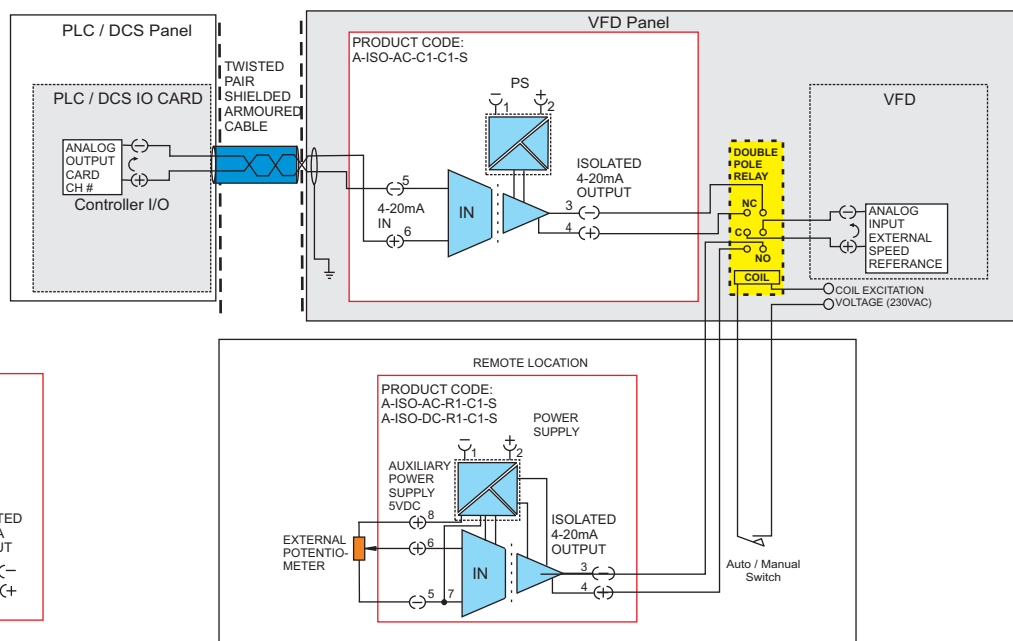 PLC / DCS Panel
VFD Panel
PRODUCT CODE:
A-ISO-AC-C1-C1-S
TWISTED
PAIR
SHIELDED
ARMOURED
CABLE
PLC / DCS IO CARD
PS
− 1
+ 2
VFD
ANALOG
OUTPUT
CARD
CH #
−
+
Controller I/O
5
−
4-20mA
IN
+
6
IN
ISOLATED
4-20mA
OUTPUT
3 −
4 +
DOUBLE
POLE
RELAY
NC
C
NO
COIL
−
+
ANALOG
INPUT
EXTERNAL
SPEED
REFERANCE
COIL EXCITATION
VOLTAGE (230VAC)
REMOTE LOCATION
PRODUCT CODE:
A-ISO-AC-R1-C1-S
A-ISO-DC-R1-C1-S
POWER
SUPPLY
− 1
+ 2
AUXILIARY
POWER
SUPPLY
5VDC
+ 8
EXTERNAL
POTENTIO-
METER
+ 6
− 5
7
IN
ISOLATED
4-20mA
OUTPUT
3 −
4 +
Auto / Manual
Switch
TED
A
UT
−
+